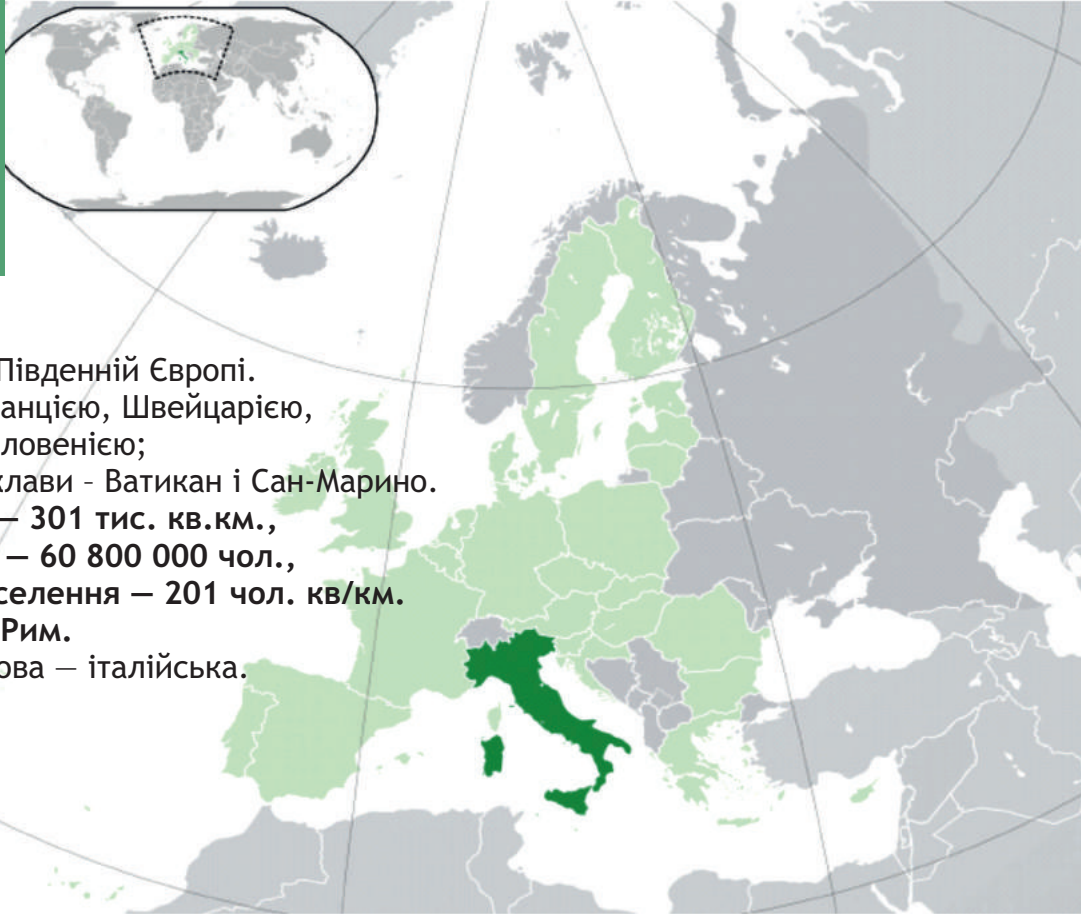 Південній Європі.
анцією, Швейцарією,
ловенією;
клави – Ватикан і Сан-Марино.
— 301 тис. кв.км.,
— 60 800 000 чол.,
селення — 201 чол. кв/км.
Рим.
ова — італійська.